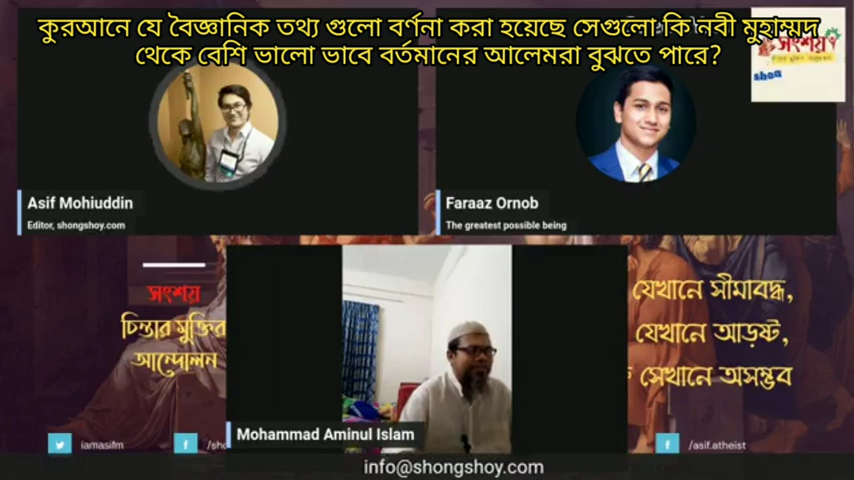 কুরআনে যে বৈজ্ঞানিক তথ্য গুলো বর্ণনা করা হয়েছে সেগুলো কি নবী মুহাম্মদ
থেকে বেশি ভালো ভাবে বর্তমানের আলেমরা বুঝতে পারে?
সংশয়
Asif Mohiuddin
Editor, shongshoy.com
Faraaz Ornob
The greatest possible being
সংশয়
চিন্তার মুক্তির
আন্দোলন
যেখানে সীমাবদ্ধ,
যেখানে আড়ষ্ট,
সেখানে অসম্ভব
Mohammad Aminul Islam
iamasifm
/sho
/asif.atheist
info@shongshoy.com